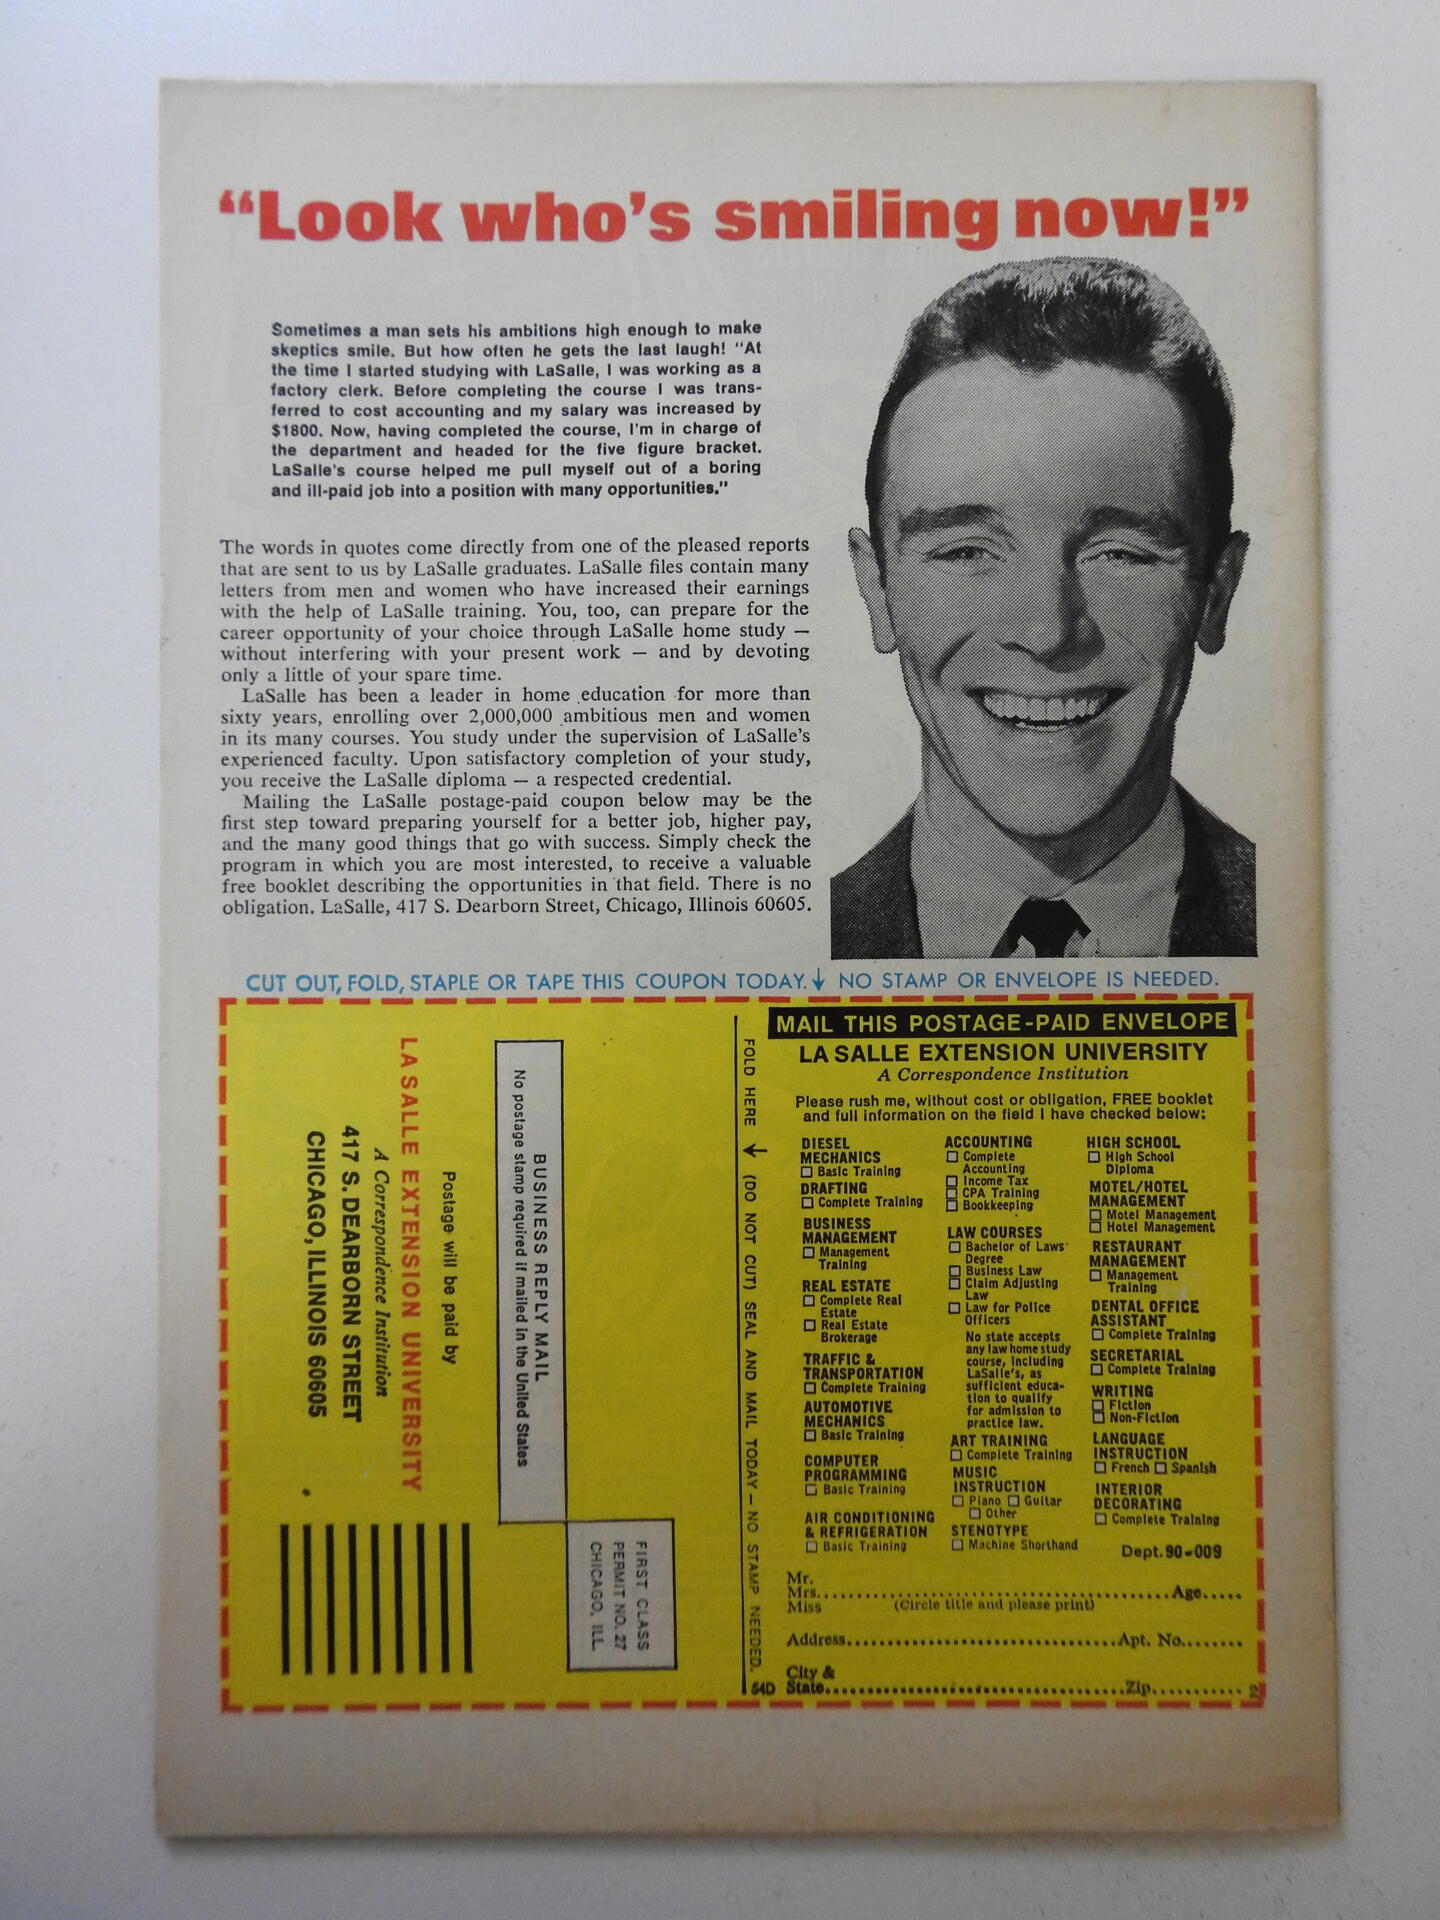 “Look who’s smiling now!”
Sometimes a man sets his ambitions high enough to make
skeptics smile. But how often he gets the last laugh! “At
the time I started studying with LaSalle, I was working as a
factory clerk. Before completing the course I was trans-
ferred to cost accounting and my salary was increased by
$1800. Now, having completed the course, I’m in charge of
the department and headed for the five figure bracket.
LaSalle’s course helped me pull myself out of a boring
and ill-paid job into a position with many opportunities.”
The words in quotes come directly from one of the pleased reports
that are sent to us by LaSalle graduates. LaSalle files contain many
letters from men and women who have increased their earnings
with the help of LaSalle training. You, too, can prepare for the
career opportunity of your choice through LaSalle home study —
without interfering with your present work — and by devoting
only a little of your spare time.
LaSalle has been a leader in home education for more than
sixty years, enrolling over 2,000,000 ambitious men and women
in its many courses. You study under the supervision of LaSalle’s
experienced faculty. Upon satisfactory completion of your study,
you receive the LaSalle diploma — a respected credential.
Mailing the LaSalle postage-paid coupon below may be the
first step toward preparing yourself for a better job, higher pay,
and the many good things that go with success. Simply check the
program in which you are most interested, to receive a valuable
free booklet describing the opportunities in that field. There is no
obligation. LaSalle, 417 S. Dearborn Street, Chicago, Illinois 60605.
CUT OUT, FOLD, STAPLE OR TAPE THIS COUPON TODAY.↓ NO STAMP OR ENVELOPE IS NEEDED.
FIRST CLASS
PERMIT NO. 27
CHICAGO, ILL.
BUSINESS REPLY MAIL
No postage stamp required if mailed in the United States
Postage will be paid by
LA SALLE EXTENSION UNIVERSITY
A Correspondence Institution
417 S. DEARBORN STREET
CHICAGO, ILLINOIS 60605
FOLD HERE → (DO NOT CUT) SEAL AND MAIL TODAY — NO STAMP NEEDED.
MAIL THIS POSTAGE-PAID ENVELOPE
LA SALLE EXTENSION UNIVERSITY
A Correspondence Institution
Please rush me, without cost or obligation, FREE booklet
and full information on the field I have checked below:
DIESEL
MECHANICS
☐ Basic Training
DRAFTING
☐ Complete Training
BUSINESS
MANAGEMENT
☐ Management
Training
REAL ESTATE
☐ Complete Real
Estate
☐ Real Estate
Brokerage
TRAFFIC &
TRANSPORTATION
☐ Complete Training
AUTOMOTIVE
MECHANICS
☐ Basic Training
COMPUTER
PROGRAMMING
☐ Basic Training
AIR CONDITIONING
& REFRIGERATION
☐ Basic Training
ACCOUNTING
☐ Complete
Accounting
☐ Income Tax
☐ CPA Training
☐ Bookkeeping
LAW COURSES
☐ Bachelor of Laws
Degree
☐ Business Law
☐ Claim Adjusting
Law
☐ Law for Police
Officers
No state accepts
any law home study
course, including
LaSalle’s, as
sufficient educa-
tion to qualify
for admission to
practice law.
ART TRAINING
☐ Complete Training
MUSIC
INSTRUCTION
☐ Piano ☐ Guitar
☐ Other
STENOTYPE
☐ Machine Shorthand
HIGH SCHOOL
☐ High School
Diploma
MOTEL/HOTEL
MANAGEMENT
☐ Motel Management
☐ Hotel Management
RESTAURANT
MANAGEMENT
☐ Management
Training
DENTAL OFFICE
ASSISTANT
☐ Complete Training
SECRETARIAL
☐ Complete Training
WRITING
☐ Fiction
☐ Non-Fiction
LANGUAGE
INSTRUCTION
☐ French ☐ Spanish
INTERIOR
DECORATING
☐ Complete Training
Dept. 90-009
Mr.
Mrs. Age
Miss (Circle title and please print)
Address Apt. No.
City &
State Zip
54D
2